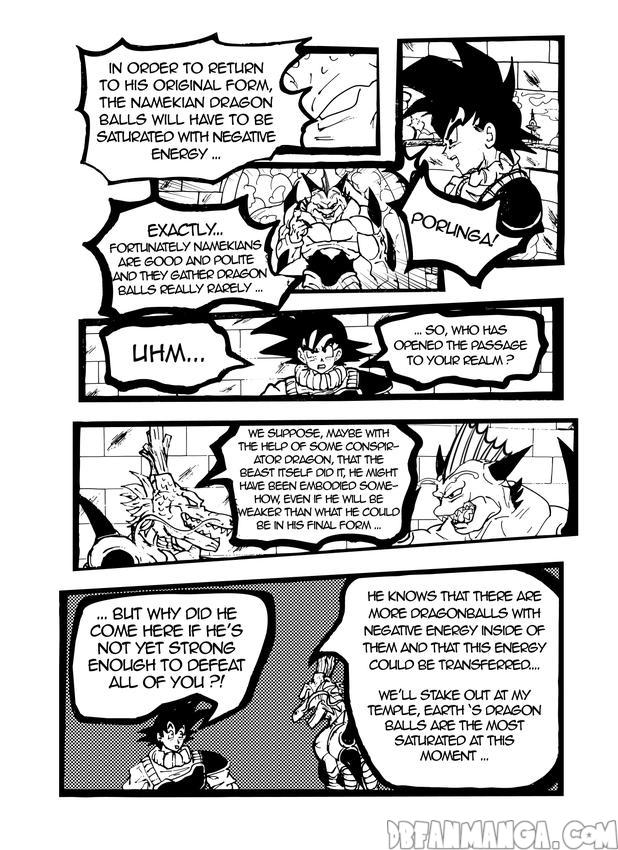 IN ORDER TO RETURN
TO HIS ORIGINAL FORM,
THE NAMEKIAN DRAGON
BALLS WILL HAVE TO BE
SATURATED WITH NEGATIVE
ENERGY ...
PORUNGA!
EXACTLY...
FORTUNATELY NAMEKIANS
ARE GOOD AND POLITE
AND THEY GATHER DRAGON
BALLS REALLY RARELY ...
UHM...
... SO, WHO HAS
OPENED THE PASSAGE
TO YOUR REALM ?
WE SUPPOSE, MAYBE WITH
THE HELP OF SOME CONSPIR-
ATOR DRAGON, THAT THE
BEAST ITSELF DID IT, HE MIGHT
HAVE BEEN EMBODIED SOME-
HOW, EVEN IF HE WILL BE
WEAKER THAN WHAT HE COULD
BE IN HIS FINAL FORM ...
... BUT WHY DID HE
COME HERE IF HE'S
NOT YET STRONG
ENOUGH TO DEFEAT
ALL OF YOU ?!
HE KNOWS THAT THERE ARE
MORE DRAGONBALLS WITH
NEGATIVE ENERGY INSIDE OF
THEM AND THAT THIS ENERGY
COULD BE TRANSFERRED....
WE'LL STAKE OUT AT MY
TEMPLE, EARTH 'S DRAGON
BALLS ARE THE MOST
SATURATED AT THIS
MOMENT ...
DBFANMANGA.COM